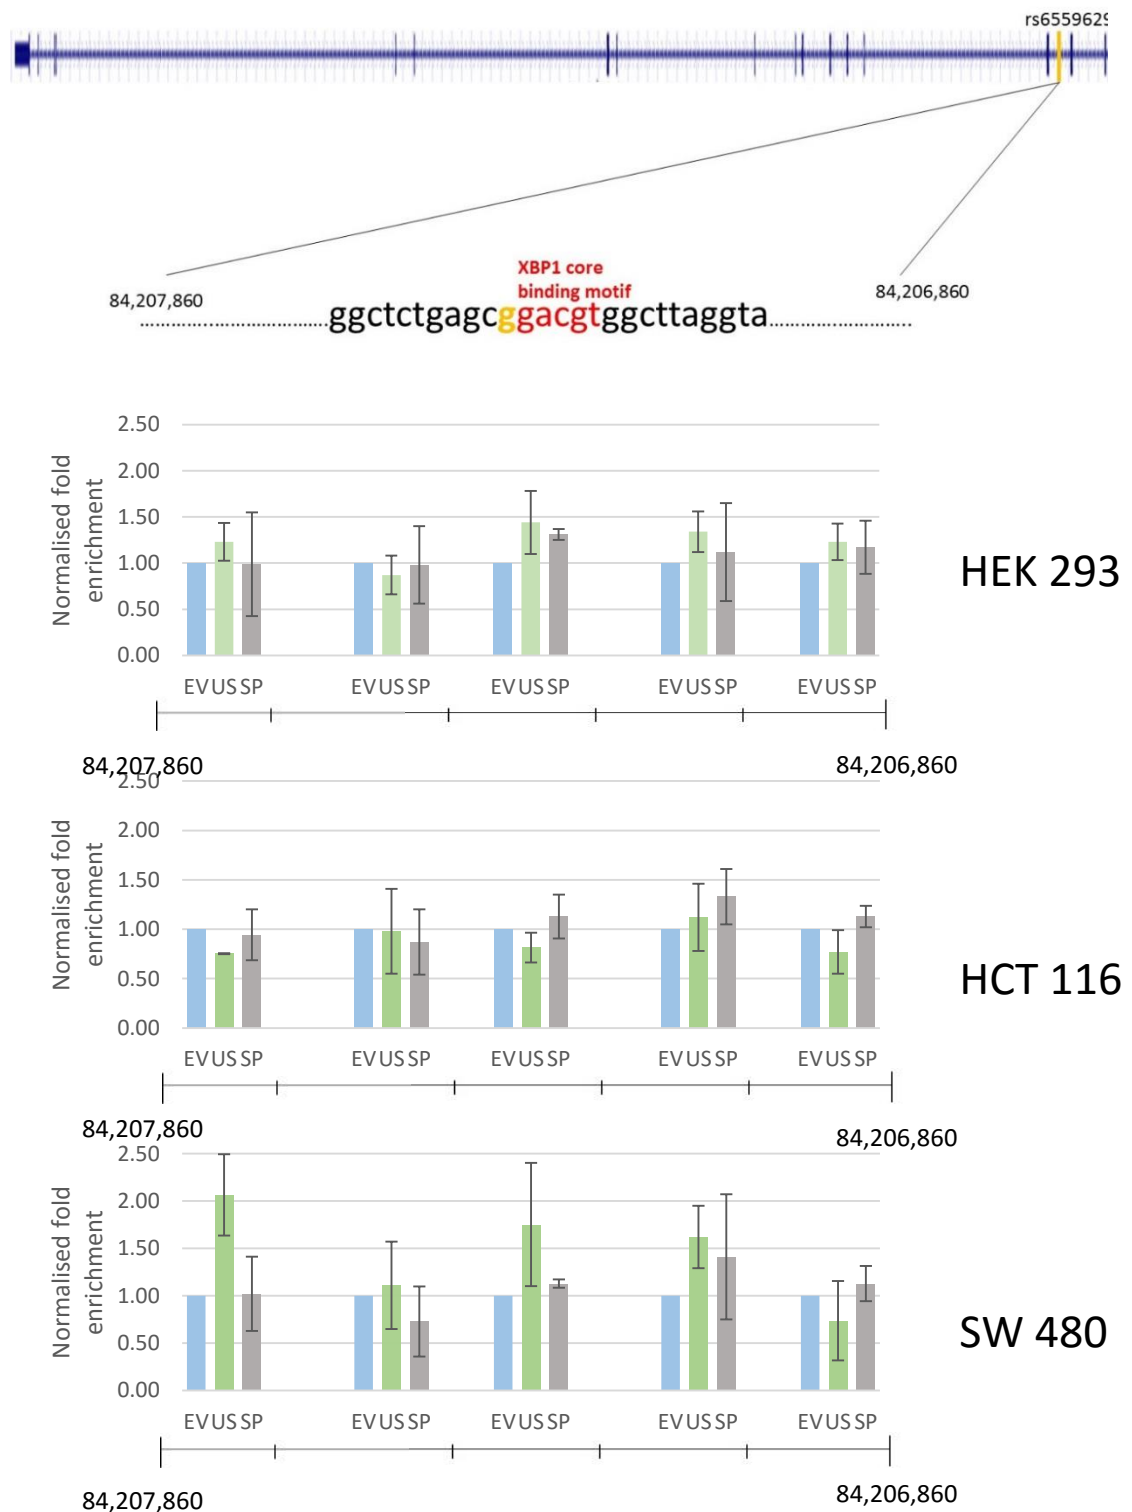 rs6559629
XBP1 core
binding motif
84,207,860
84,206,860
ggctctgagcggacgtggcttaggta
2.50
2.00
1.50
1.00
0.50
0.00
Normalised fold
enrichment
HEK 293
EV US SP EV US SP EV US SP EV US SP EV US SP
84,207,860
84,206,860
2.50
2.00
1.50
1.00
0.50
0.00
Normalised fold
enrichment
HCT 116
EV US SP EV US SP EV US SP EV US SP EV US SP
84,207,860
84,206,860
2.50
2.00
1.50
1.00
0.50
0.00
Normalised fold
enrichment
SW 480
EV US SP EV US SP EV US SP EV US SP EV US SP
84,207,860
84,206,860